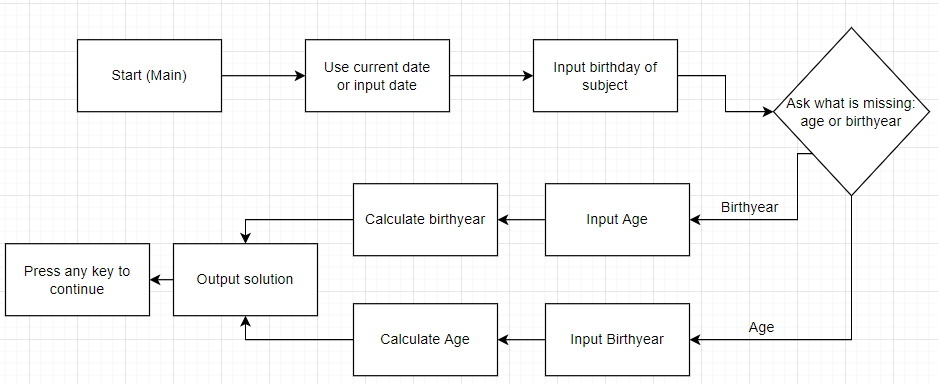 Start (Main)
Use current date
or input date
Input birthday of
subject
Ask what is missing:
age or birthyear
Birthyear
Input Age
Calculate birthyear
Output solution
Press any key to
continue
Age
Input Birthyear
Calculate Age